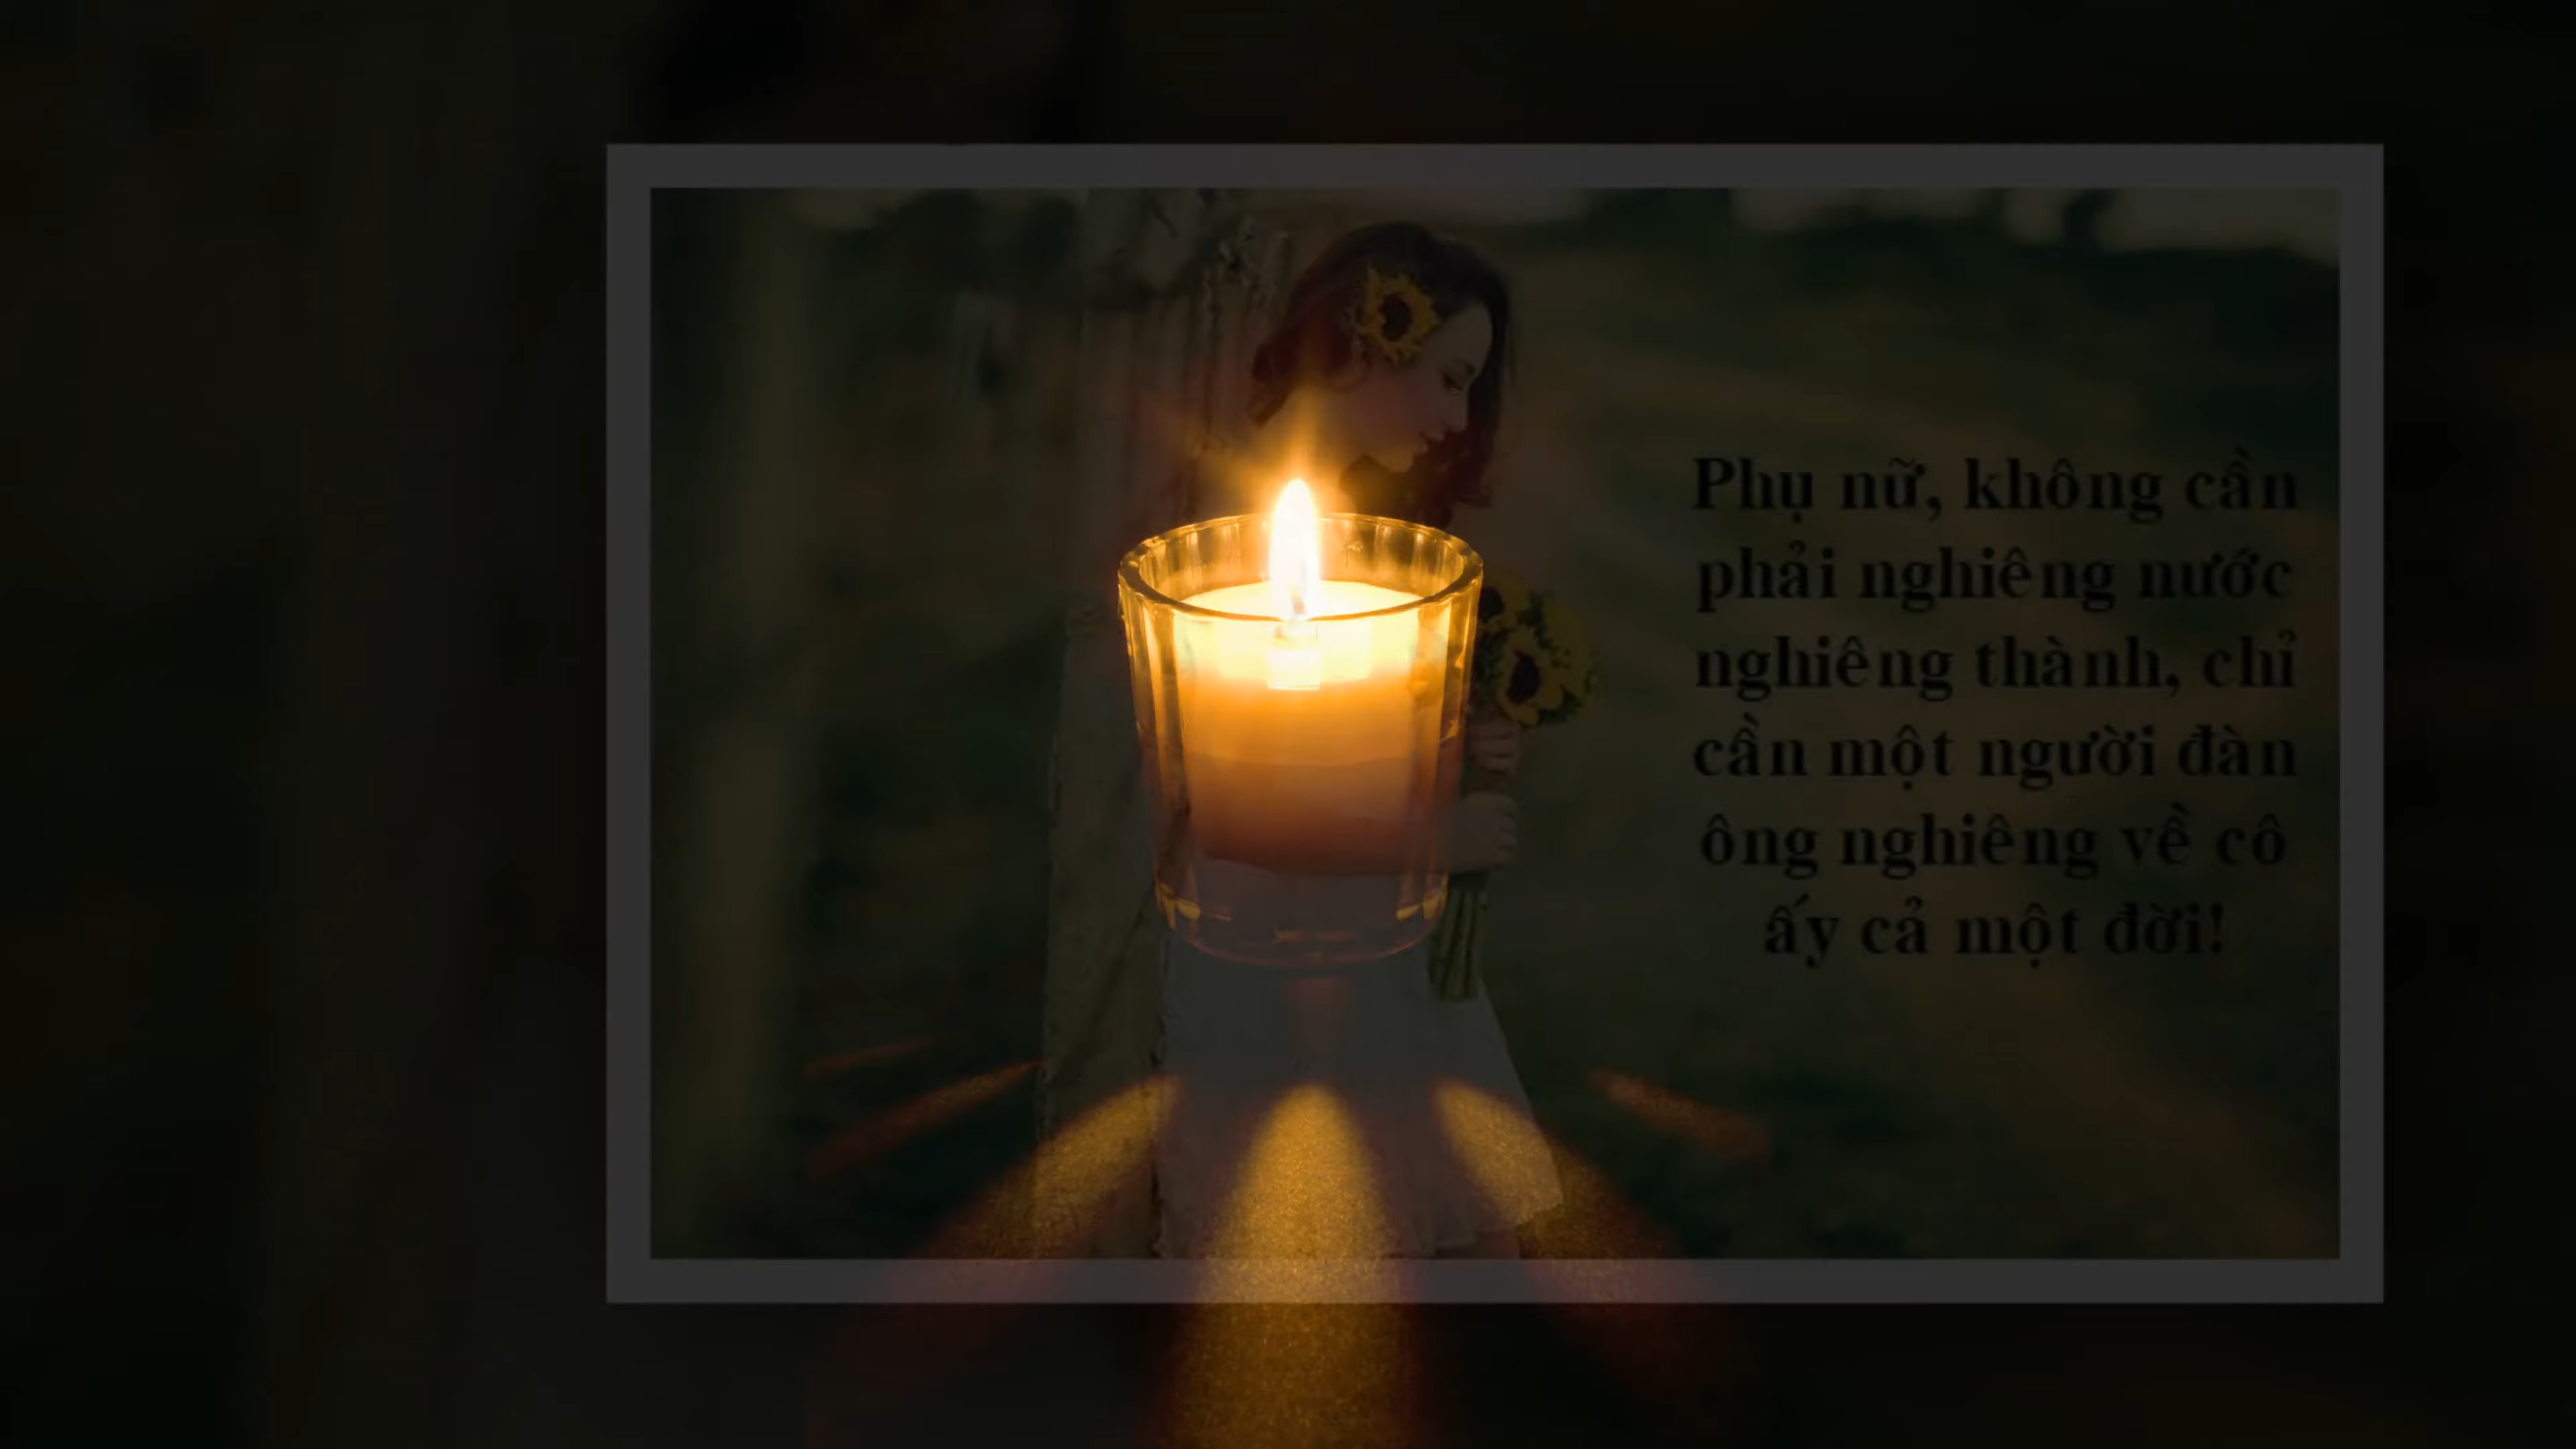 Phụ nữ, không cần
phải nghiêng nước
nghiêng thành, chỉ
cần một người đàn
ông nghiêng về cô
ấy cả một đời!